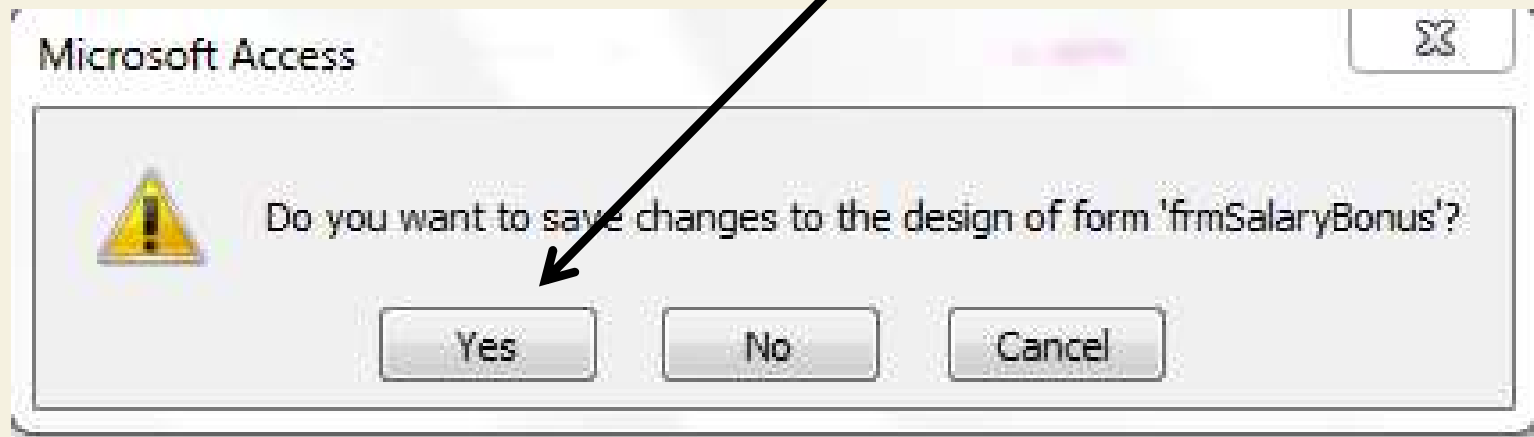 Microsoft Access
Do you want to save changes to the design of form 'frmSalaryBonus'?
Yes No Cancel